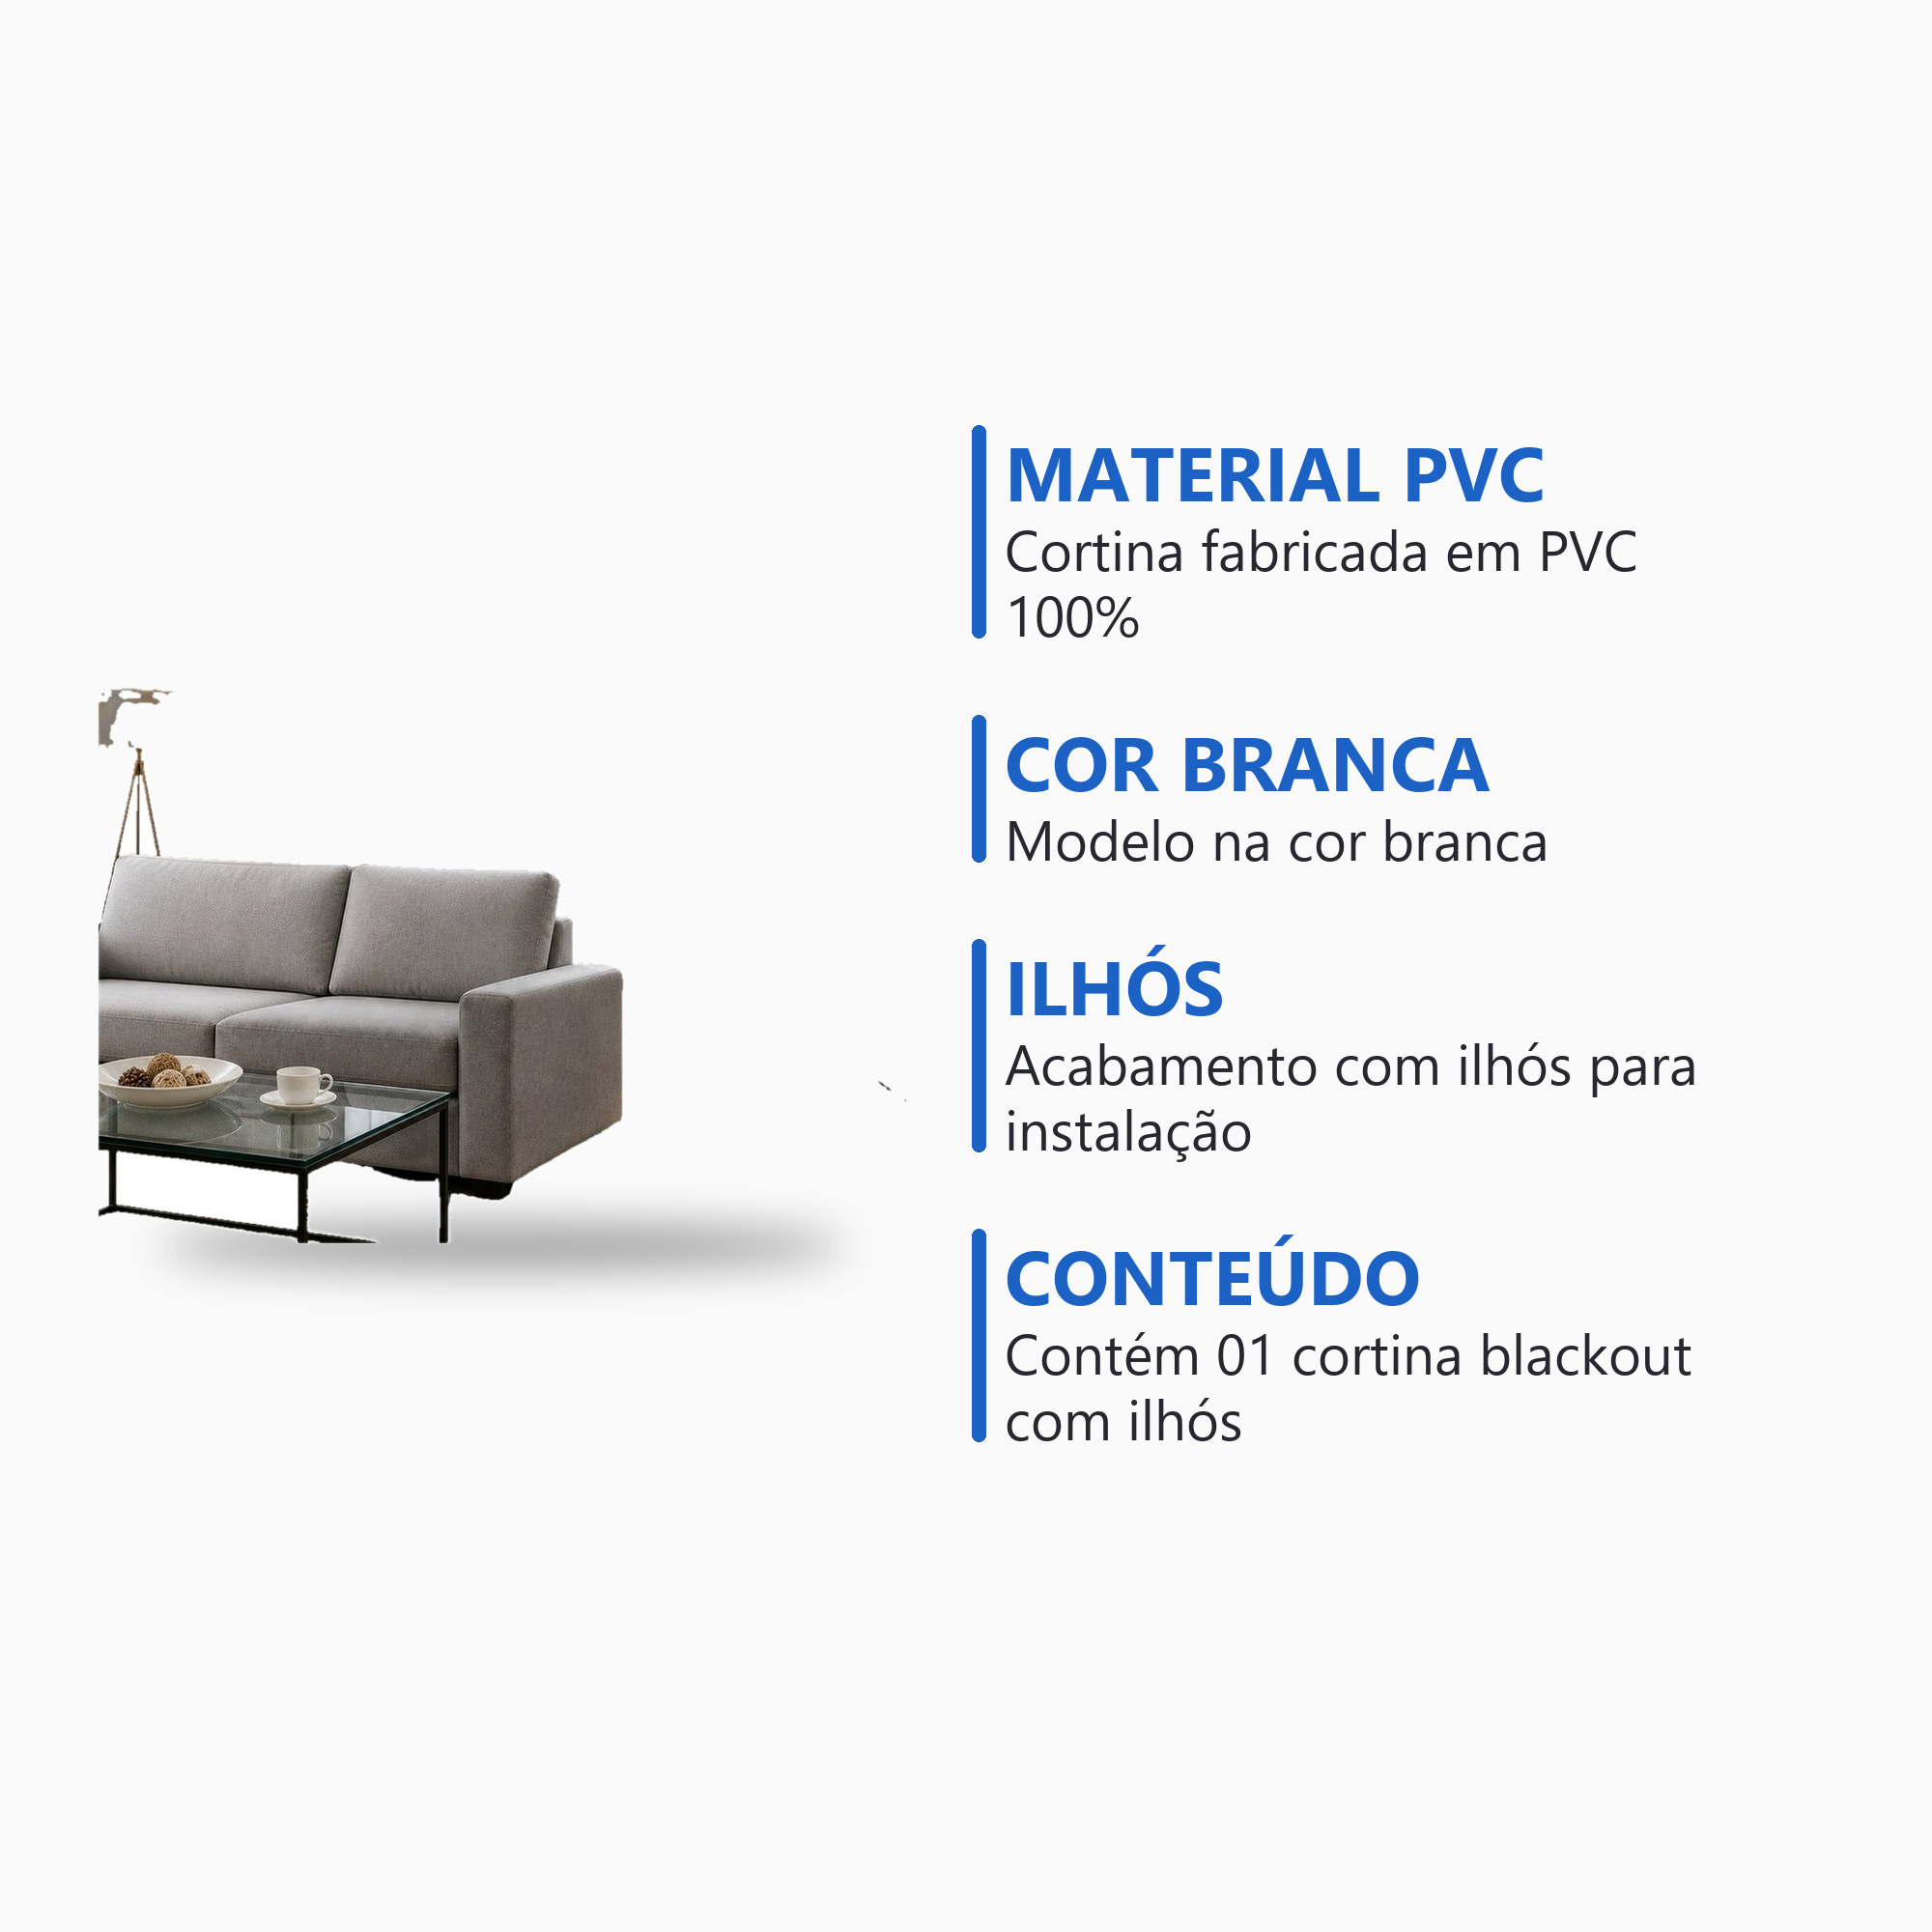 MATERIAL PVC
Cortina fabricada em PVC
100%
COR BRANCA
Modelo na cor branca
ILHÓS
Acabamento com ilhós para
instalação
CONTEÚDO
Contém 01 cortina blackout
com ilhós